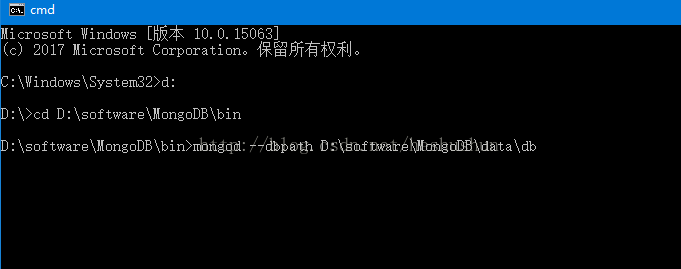 cmd
Microsoft Windows [版本 10.0.15063]
(c) 2017 Microsoft Corporation。保留所有权利。
C:\Windows\System32>d:
D:\>cd D:\software\MongoDB\bin
D:\software\MongoDB\bin>mongod --dbpath D:\software\MongoDB\data\db